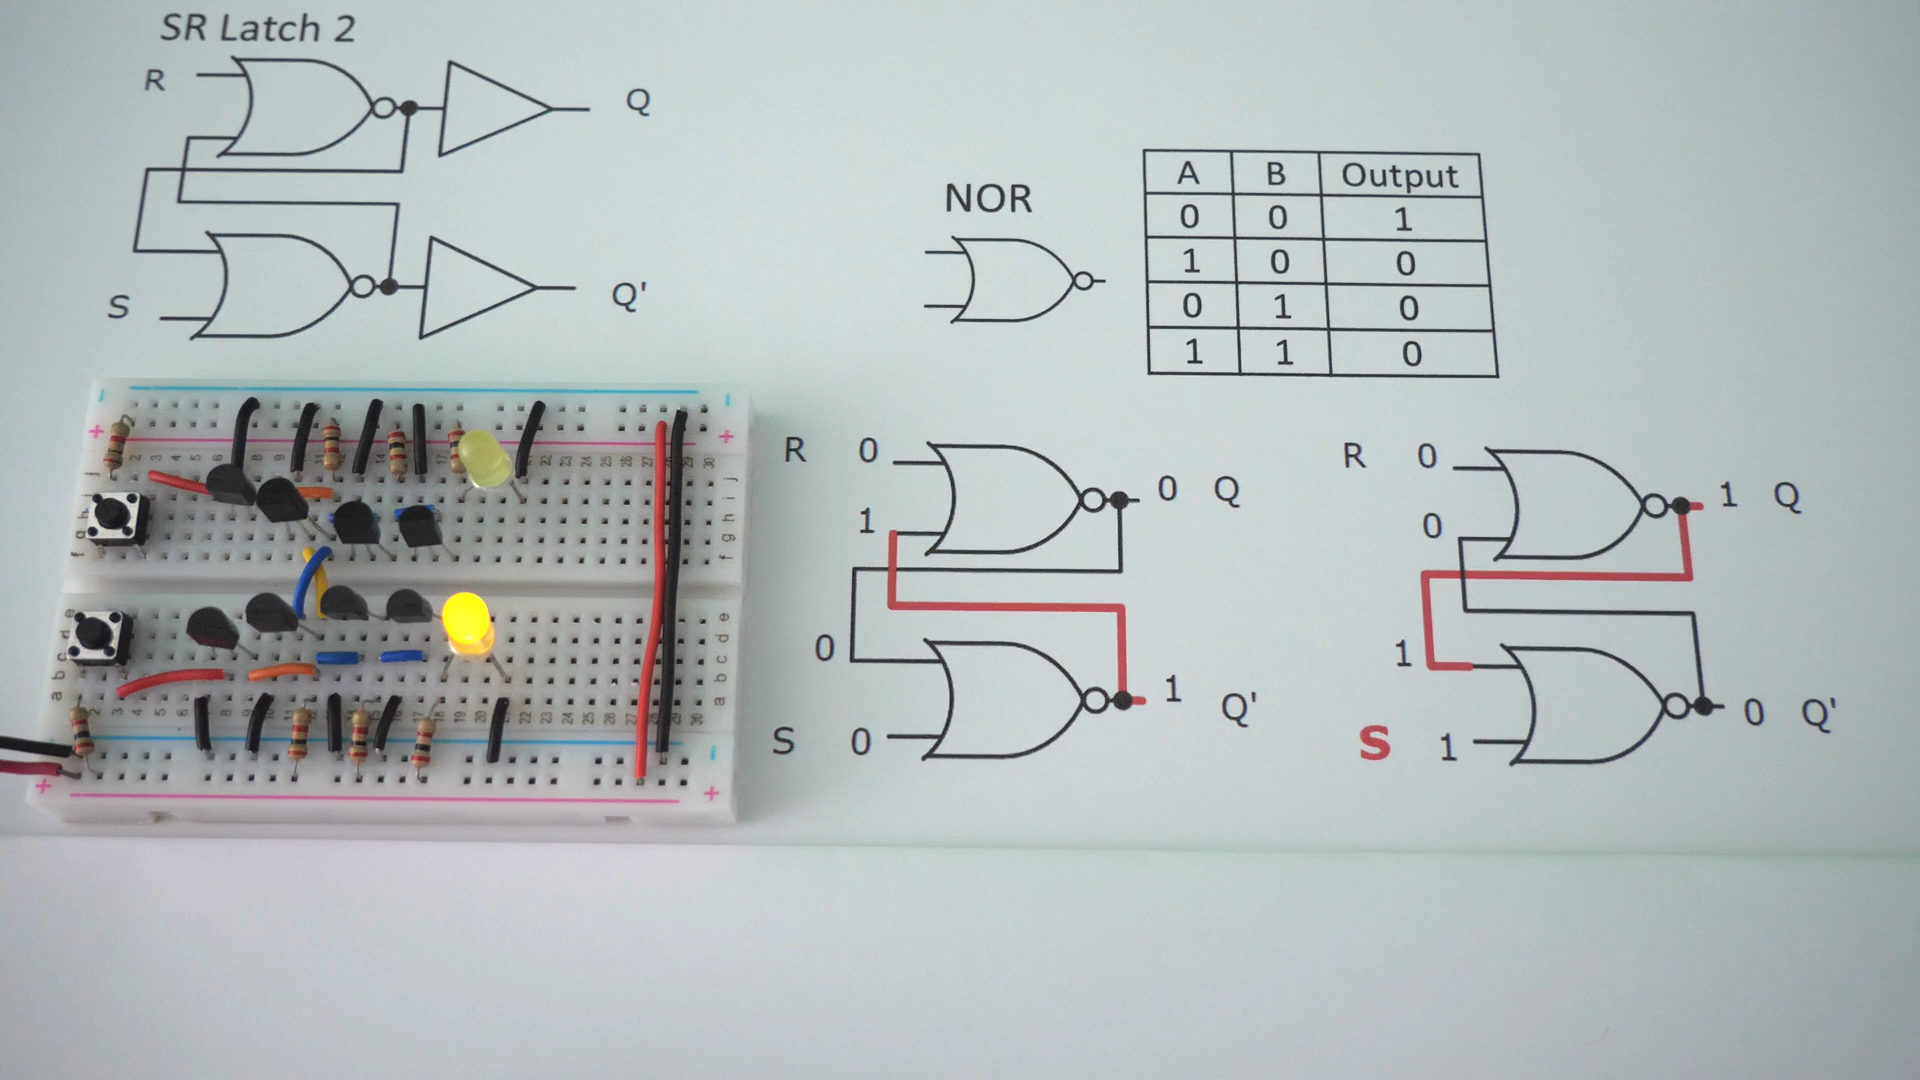 SR Latch 2
R
Q
S
Q'
NOR
A B Output
0 0 1
1 0 0
0 1 0
1 1 0
R 0
0 Q
1
0
1 Q'
S 0
R 0
1 Q
0
1
0 Q'
S 1